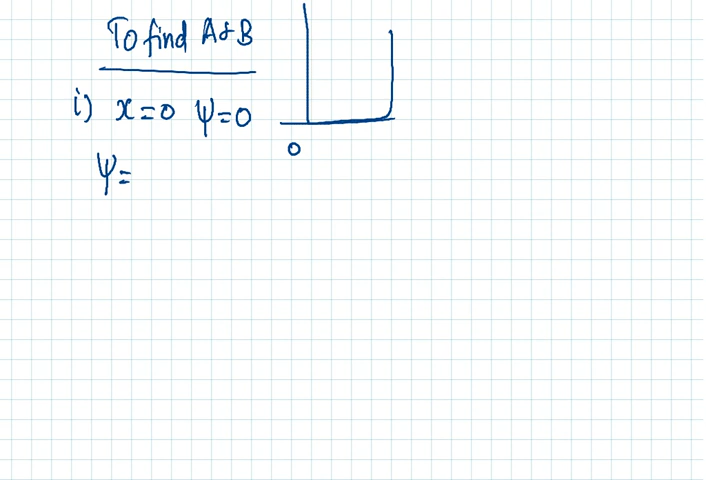 To find A & B
i) x=0 ψ=0
0
ψ=